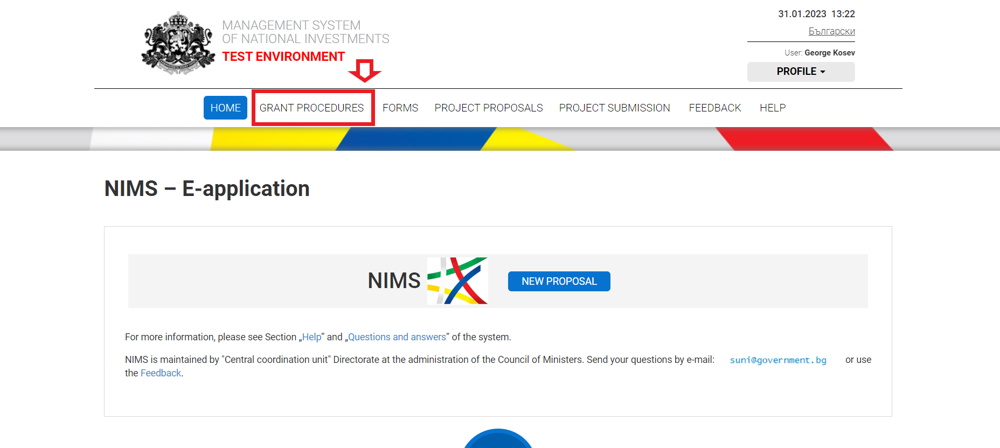 MANAGEMENT SYSTEM
OF NATIONAL INVESTMENTS
TEST ENVIRONMENT
31.01.2023 13:22
Български
User: George Kosev
PROFILE
HOME GRANT PROCEDURES FORMS PROJECT PROPOSALS PROJECT SUBMISSION FEEDBACK HELP
NIMS – E-application
NIMS NEW PROPOSAL
For more information, please see Section „Help” and „Questions and answers” of the system.
NIMS is maintained by "Central coordination unit" Directorate at the administration of the Council of Ministers. Send your questions by e-mail: suni@government.bg or use
the Feedback.